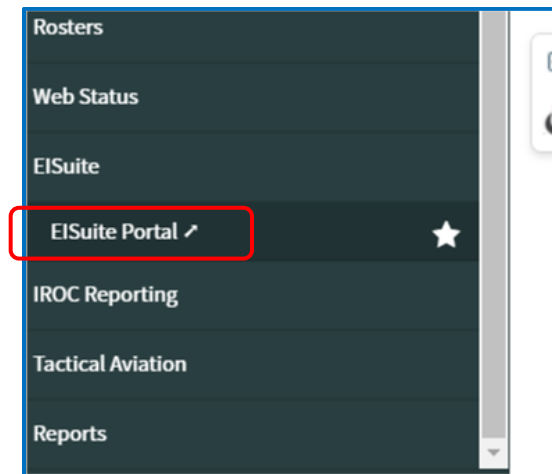 Rosters
Web Status
EISuite
EISuite Portal ↗
IROC Reporting
Tactical Aviation
Reports